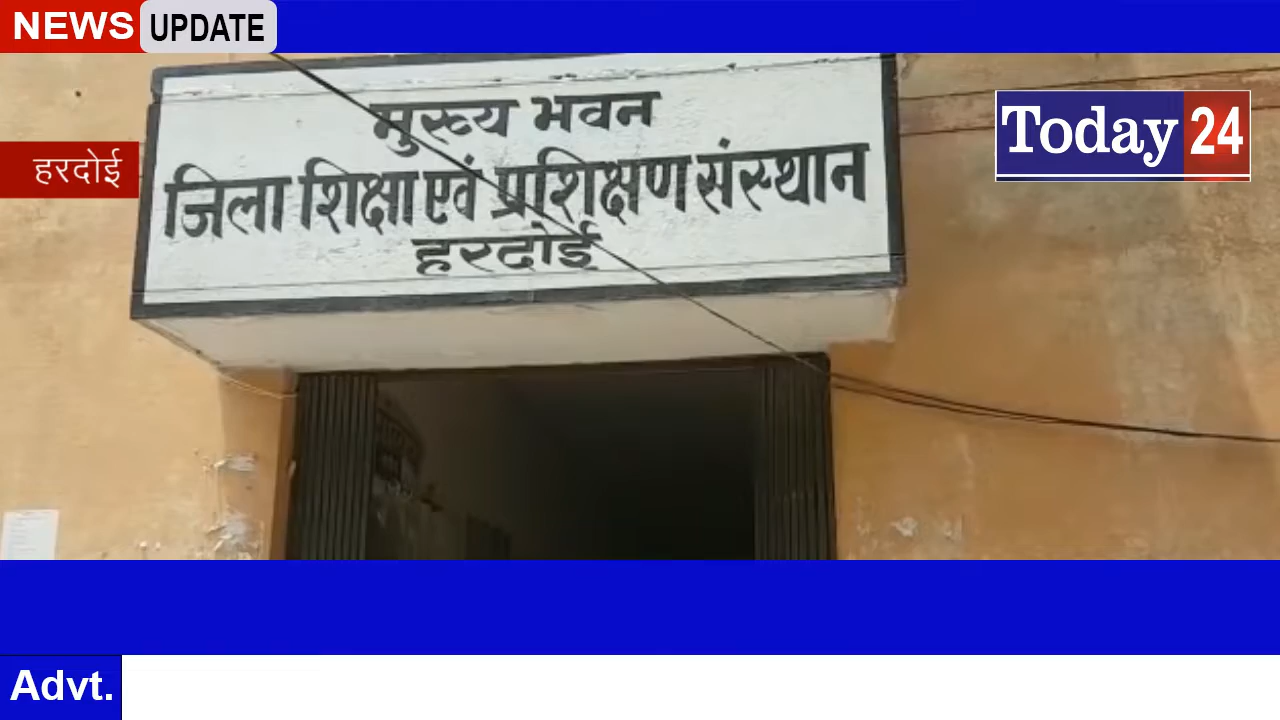 NEWS UPDATE
Today 24
हरदोई
मुख्य भवन
जिला शिक्षा एवं प्रशिक्षण संस्थान
हरदोई
Advt.